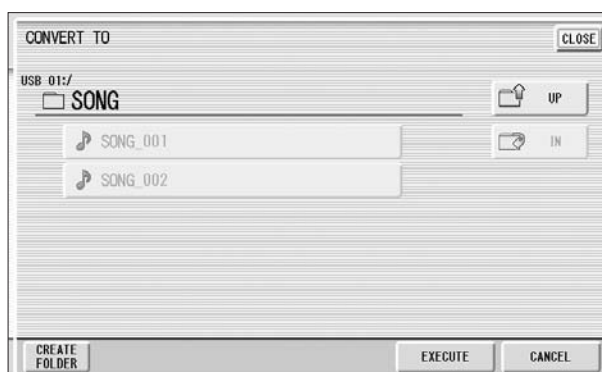 CONVERT TO
CLOSE
USB 01:/
SONG
UP
SONG_001
IN
SONG_002
CREATE
FOLDER
EXECUTE
CANCEL